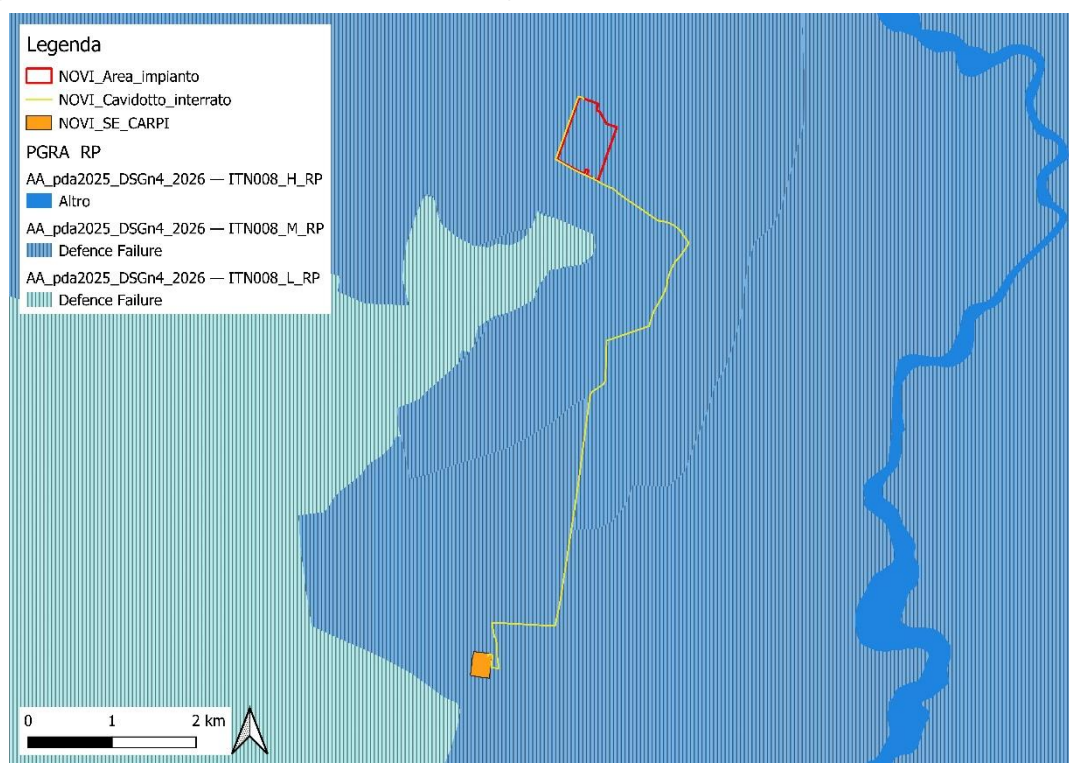 Legenda
NOVI_Area_impianto
NOVI_Cavidotto_interrato
NOVI_SE_CARPI
PGRA RP
AA_pda2025_DSGn4_2026 — ITN008_H_RP
Altro
AA_pda2025_DSGn4_2026 — ITN008_M_RP
Defence Failure
AA_pda2025_DSGn4_2026 — ITN008_L_RP
Defence Failure
0 1 2 km